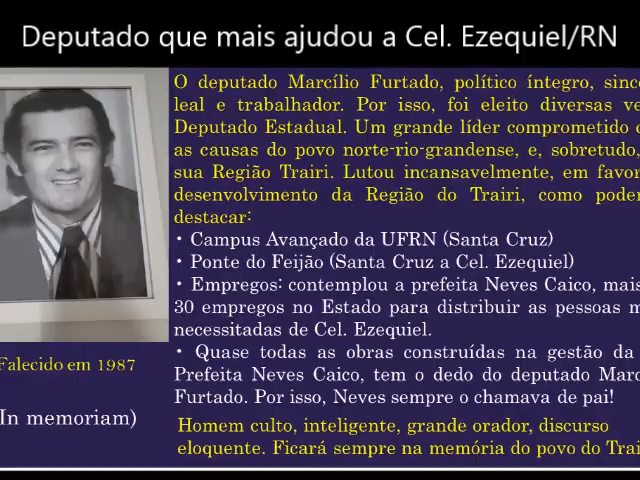 Deputado que mais ajudou a Cel. Ezequiel/RN
O deputado Marcílio Furtado, político íntegro,
leal e trabalhador. Por isso, foi eleito diversas
Deputado Estadual. Um grande líder comprometido
as causas do povo norte-rio-grandense, e, sobretudo,
sua Região Trairi. Lutou incansavelmente, em favor
desenvolvimento da Região do Trairi, como
destacar:
• Campus Avançado da UFRN (Santa Cruz)
• Ponte do Feijão (Santa Cruz a Cel. Ezequiel)
• Empregos: contemplou a prefeita Neves Caico, mais
30 empregos no Estado para distribuir as pessoas
necessitadas de Cel. Ezequiel.
• Quase todas as obras construídas na gestão da
Prefeita Neves Caico, tem o dedo do deputado
Furtado. Por isso, Neves sempre o chamava de pai!
Homem culto, inteligente, grande orador, discurso
eloquente. Ficará sempre na memória do povo do
Falecido em 1987
In memoriam)